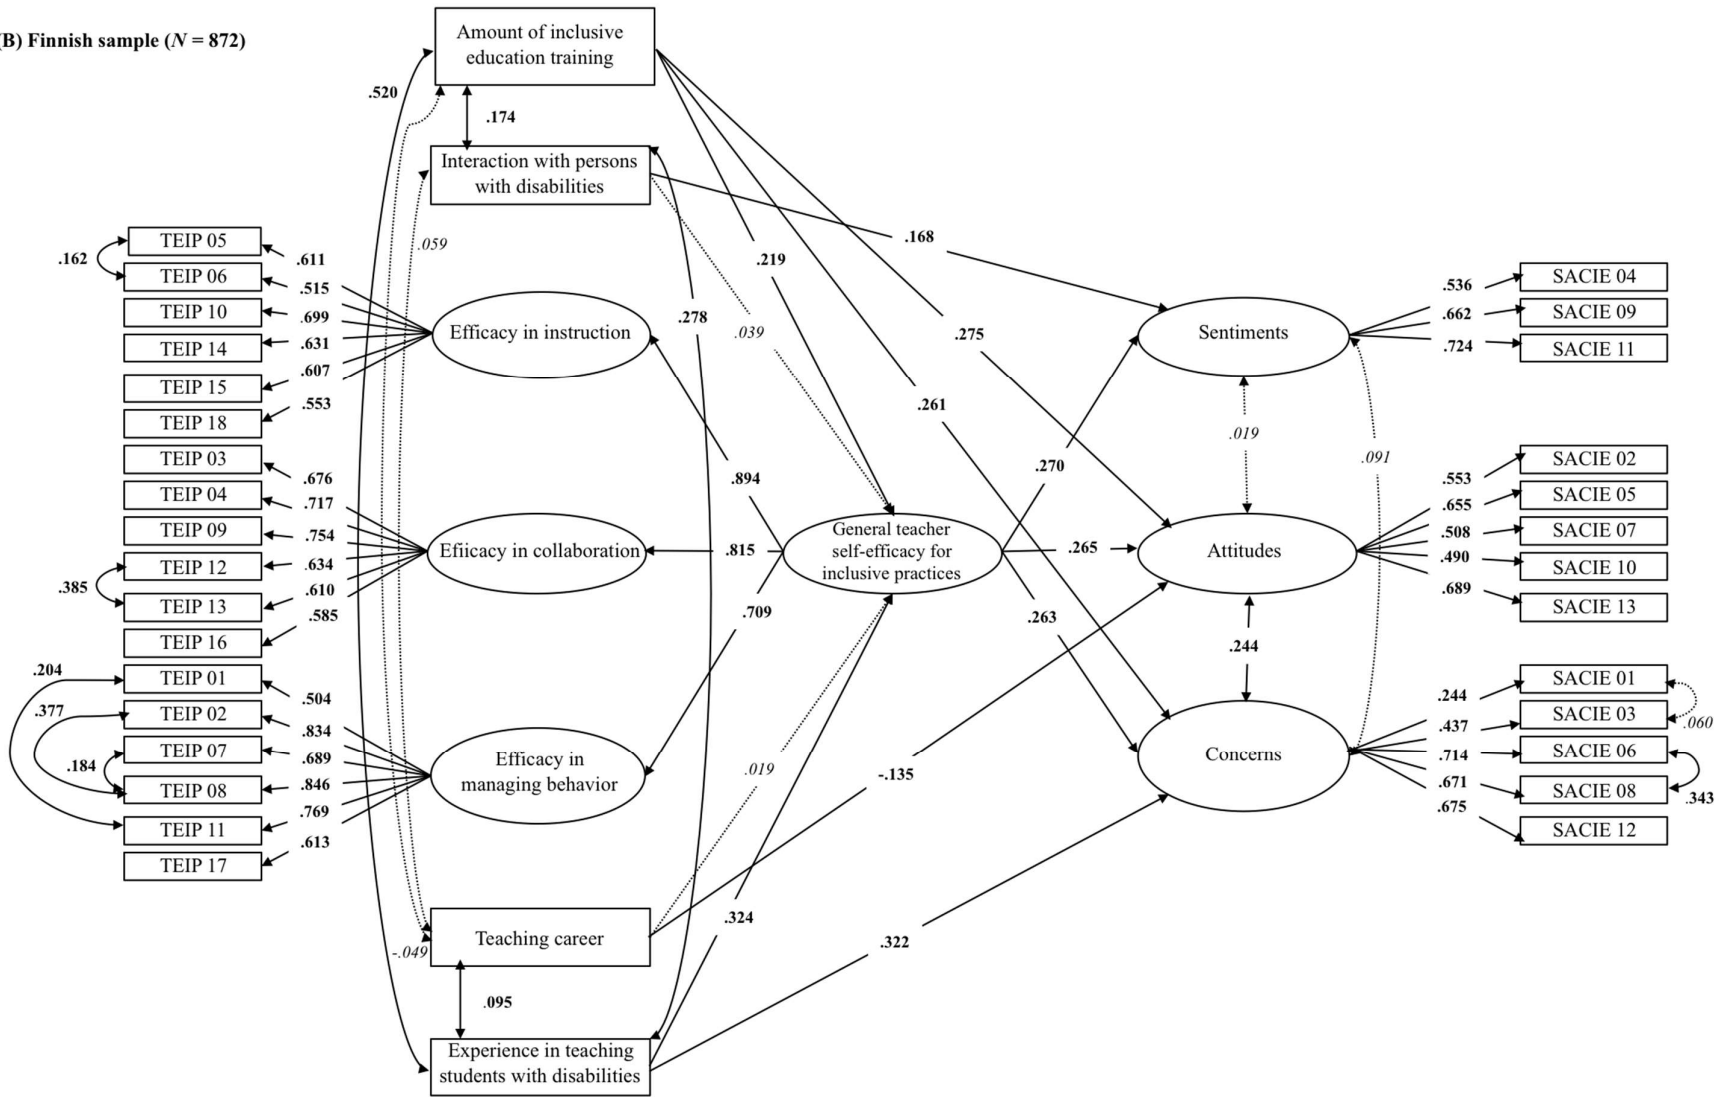 (B) Finnish sample (N = 872)
Amount of inclusive
education training
.520
.174
Interaction with persons
with disabilities
.059
.278
.219
.039
.168
.275
.261
TEIP 05
TEIP 06
TEIP 10
TEIP 14
TEIP 15
TEIP 18
.162
.611
.515
.699
.631
.607
.553
Efficacy in instruction
TEIP 03
TEIP 04
TEIP 09
TEIP 12
TEIP 13
TEIP 16
.385
.676
.717
.754
.634
.610
.585
Efiicacy in collaboration
TEIP 01
TEIP 02
TEIP 07
TEIP 08
TEIP 11
TEIP 17
.204
.377
.184
.504
.834
.689
.846
.769
.613
Efficacy in
managing behavior
.894
.815
.709
General teacher
self-efficacy for
inclusive practices
.270
.265
.263
.019
-.135
.324
.322
Teaching career
-.049
.095
Experience in teaching
students with disabilities
Sentiments
.019
.091
Attitudes
.244
Concerns
.536
.662
.724
SACIE 04
SACIE 09
SACIE 11
.553
.655
.508
.490
.689
SACIE 02
SACIE 05
SACIE 07
SACIE 10
SACIE 13
.244
.437
.714
.671
.675
SACIE 01
SACIE 03
SACIE 06
SACIE 08
SACIE 12
.060
.343